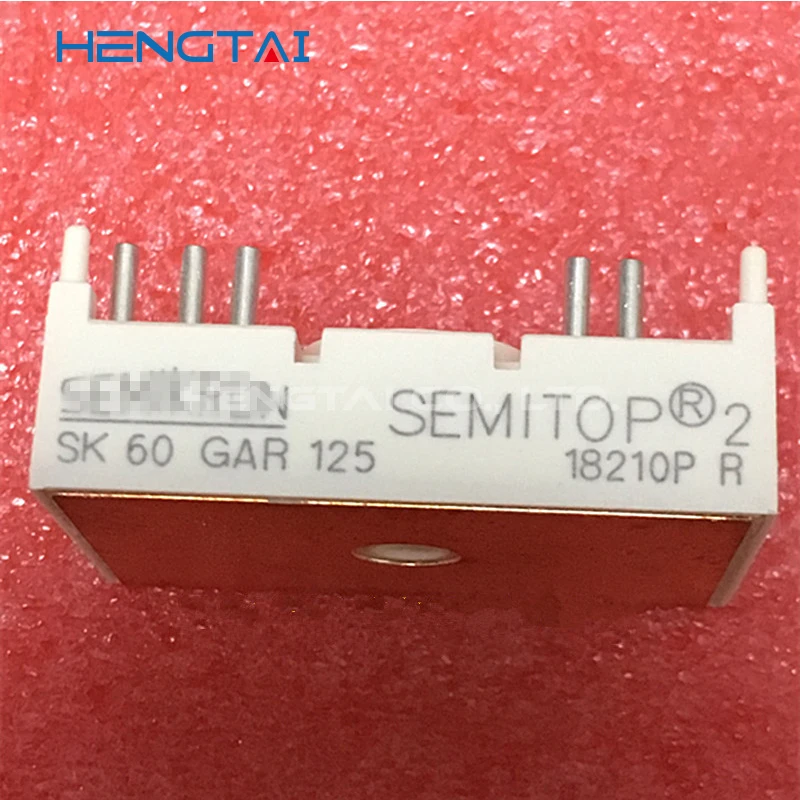 HENGTAI
SEMITOP®2
SK 60 GAR 125
18210P R